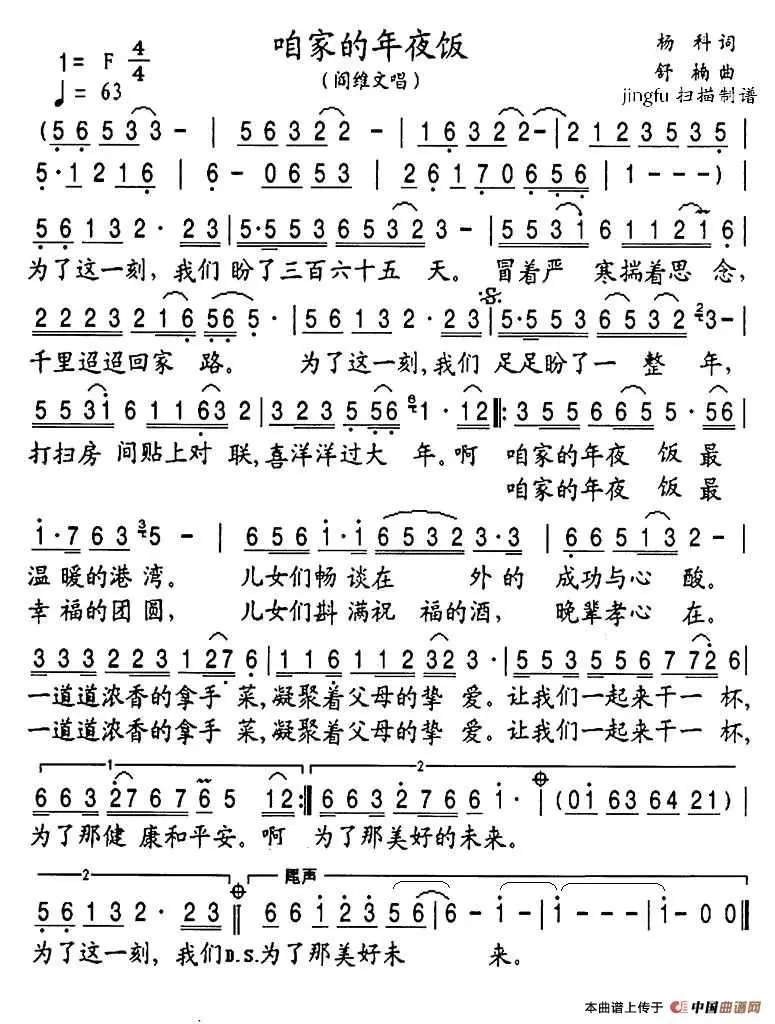 咱家的年夜饭
(阎维文唱)
杨 科词
舒 楠曲
jingfu 扫描制谱
1= F 4/4
♩= 63
(5 6 5 3 3 - | 5 6 3 2 1 - | 1 6 3 2 1 - | 2 1 2 3 5 3 5 |
5· 1 2 1 6 | 6 - 0 6 5 3 | 2 6 1 7 0 6 5 6 | 1 - - - ) |
5 6 1 3 2 · 2 3 | 5·5 5 3 6 5 3 2 3 - | 5 5 5 3 1 6 1 1 2 1 6 |
为了这一刻,我们 盼了三百六十五 天。 冒着严 寒揣着思 念,
2 2 2 3 2 1 6 5 6 5 · | 5 6 1 3 2 · 2 3 | 5·5 5 3 6 5 3 2 2 3 - |
千里迢迢回家 路。 为了这一刻,我们 足足盼了一 整 年,
5 5 3 1 6 1 1 6 3 2 | 3 2 3 5 5 6 6 1 · 1 2 |: 3 5 5 6 6 5 5 · 5 6 |
打扫房 间贴上对 联,喜洋洋过大 年。啊 咱家的年夜 饭最
咱家的年夜 饭最
1 · 7 6 3 3 5 - | 6 5 6 1 · 1 6 5 3 2 3 · 3 | 6 6 5 1 3 2 - |
温 暖的港 湾。 儿女们畅 谈在 外的 成功与心 酸。
幸 福的团 圆, 儿女们斟 满祝 福的酒, 晚辈孝心 在。
3 3 3 2 2 3 1 2 7 6 | 1 1 6 1 1 2 3 2 3 · | 5 5 3 5 5 6 7 7 2 6 |
一道道浓香的拿手 菜,凝聚着父母的挚 爱。让我们一起来干一 杯,
一道道浓香的拿手 菜,凝聚着父母的挚 爱。让我们一起来干一 杯,
1 2
6 6 3 2 7 6 7 6 5 1 2 :| 6 6 3 2 7 6 6 1 · | (0 1 6 3 6 4 2 1) |
为了那健 康和平安。啊 为了那美好的未来。
2 尾声
5 6 1 3 2 · 2 3 || 6 6 1 2 3 5 6 | 6 - 1 - | 1 - - - | 1 - 0 0 ||
为了这一刻, 我们D.S.为了那美好未 来。
本曲谱上传于 中国曲谱网